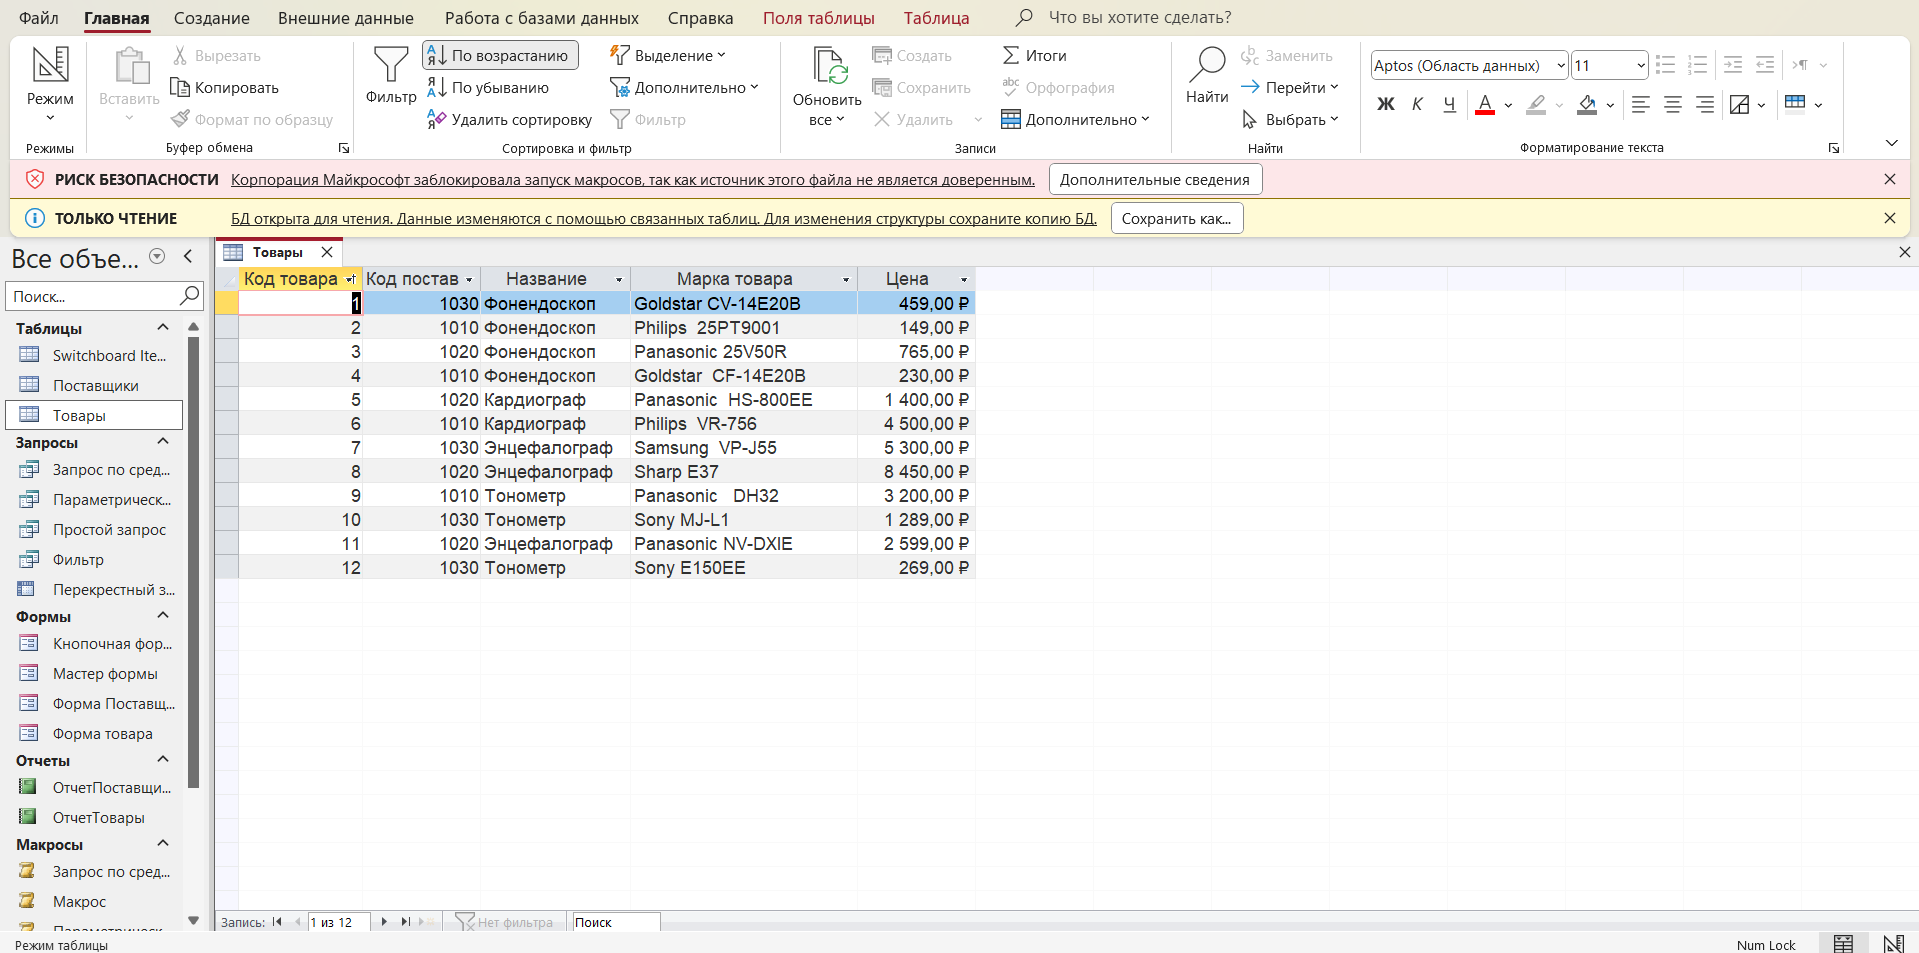 Файл Главная Создание Внешние данные Работа с базами данных Справка Поля таблицы Таблица Что вы хотите сделать?
Режим
Режимы
Вставить
Вырезать
Копировать
Формат по образцу
Буфер обмена
Фильтр
По возрастанию
По убыванию
Удалить сортировку
Выделение
Дополнительно
Фильтр
Сортировка и фильтр
Обновить
все
Создать
Сохранить
Удалить
Итоги
Орфография
Дополнительно
Записи
Найти
Заменить
Перейти
Выбрать
Найти
Aptos (Область данных) 11
Ж К Ч А
Форматирование текста
РИСК БЕЗОПАСНОСТИ Корпорация Майкрософт заблокировала запуск макросов, так как источник этого файла не является доверенным. Дополнительные сведения
ТОЛЬКО ЧТЕНИЕ БД открыта для чтения. Данные изменяются с помощью связанных таблиц. Для изменения структуры сохраните копию БД. Сохранить как...
Все объе...
Поиск...
Таблицы
Switchboard Ite...
Поставщики
Товары
Запросы
Запрос по сред...
Параметрическ...
Простой запрос
Фильтр
Перекрестный з...
Формы
Кнопочная фор...
Мастер формы
Форма Поставщ...
Форма товара
Отчеты
ОтчетПоставщи...
ОтчетТовары
Макросы
Запрос по сред...
Макрос
Параметрическ...
Товары
Код товара Код постав Название Марка товара Цена
1 1030 Фонендоскоп Goldstar CV-14E20B 459,00 ₽
2 1010 Фонендоскоп Philips 25PT9001 149,00 ₽
3 1020 Фонендоскоп Panasonic 25V50R 765,00 ₽
4 1010 Фонендоскоп Goldstar CF-14E20B 230,00 ₽
5 1020 Кардиограф Panasonic HS-800EE 1 400,00 ₽
6 1010 Кардиограф Philips VR-756 4 500,00 ₽
7 1030 Энцефалограф Samsung VP-J55 5 300,00 ₽
8 1020 Энцефалограф Sharp E37 8 450,00 ₽
9 1010 Тонометр Panasonic DH32 3 200,00 ₽
10 1030 Тонометр Sony MJ-L1 1 289,00 ₽
11 1020 Энцефалограф Panasonic NV-DXIE 2 599,00 ₽
12 1030 Тонометр Sony E150EE 269,00 ₽
Запись: 1 из 12 Нет фильтра Поиск
Режим таблицы Num Lock